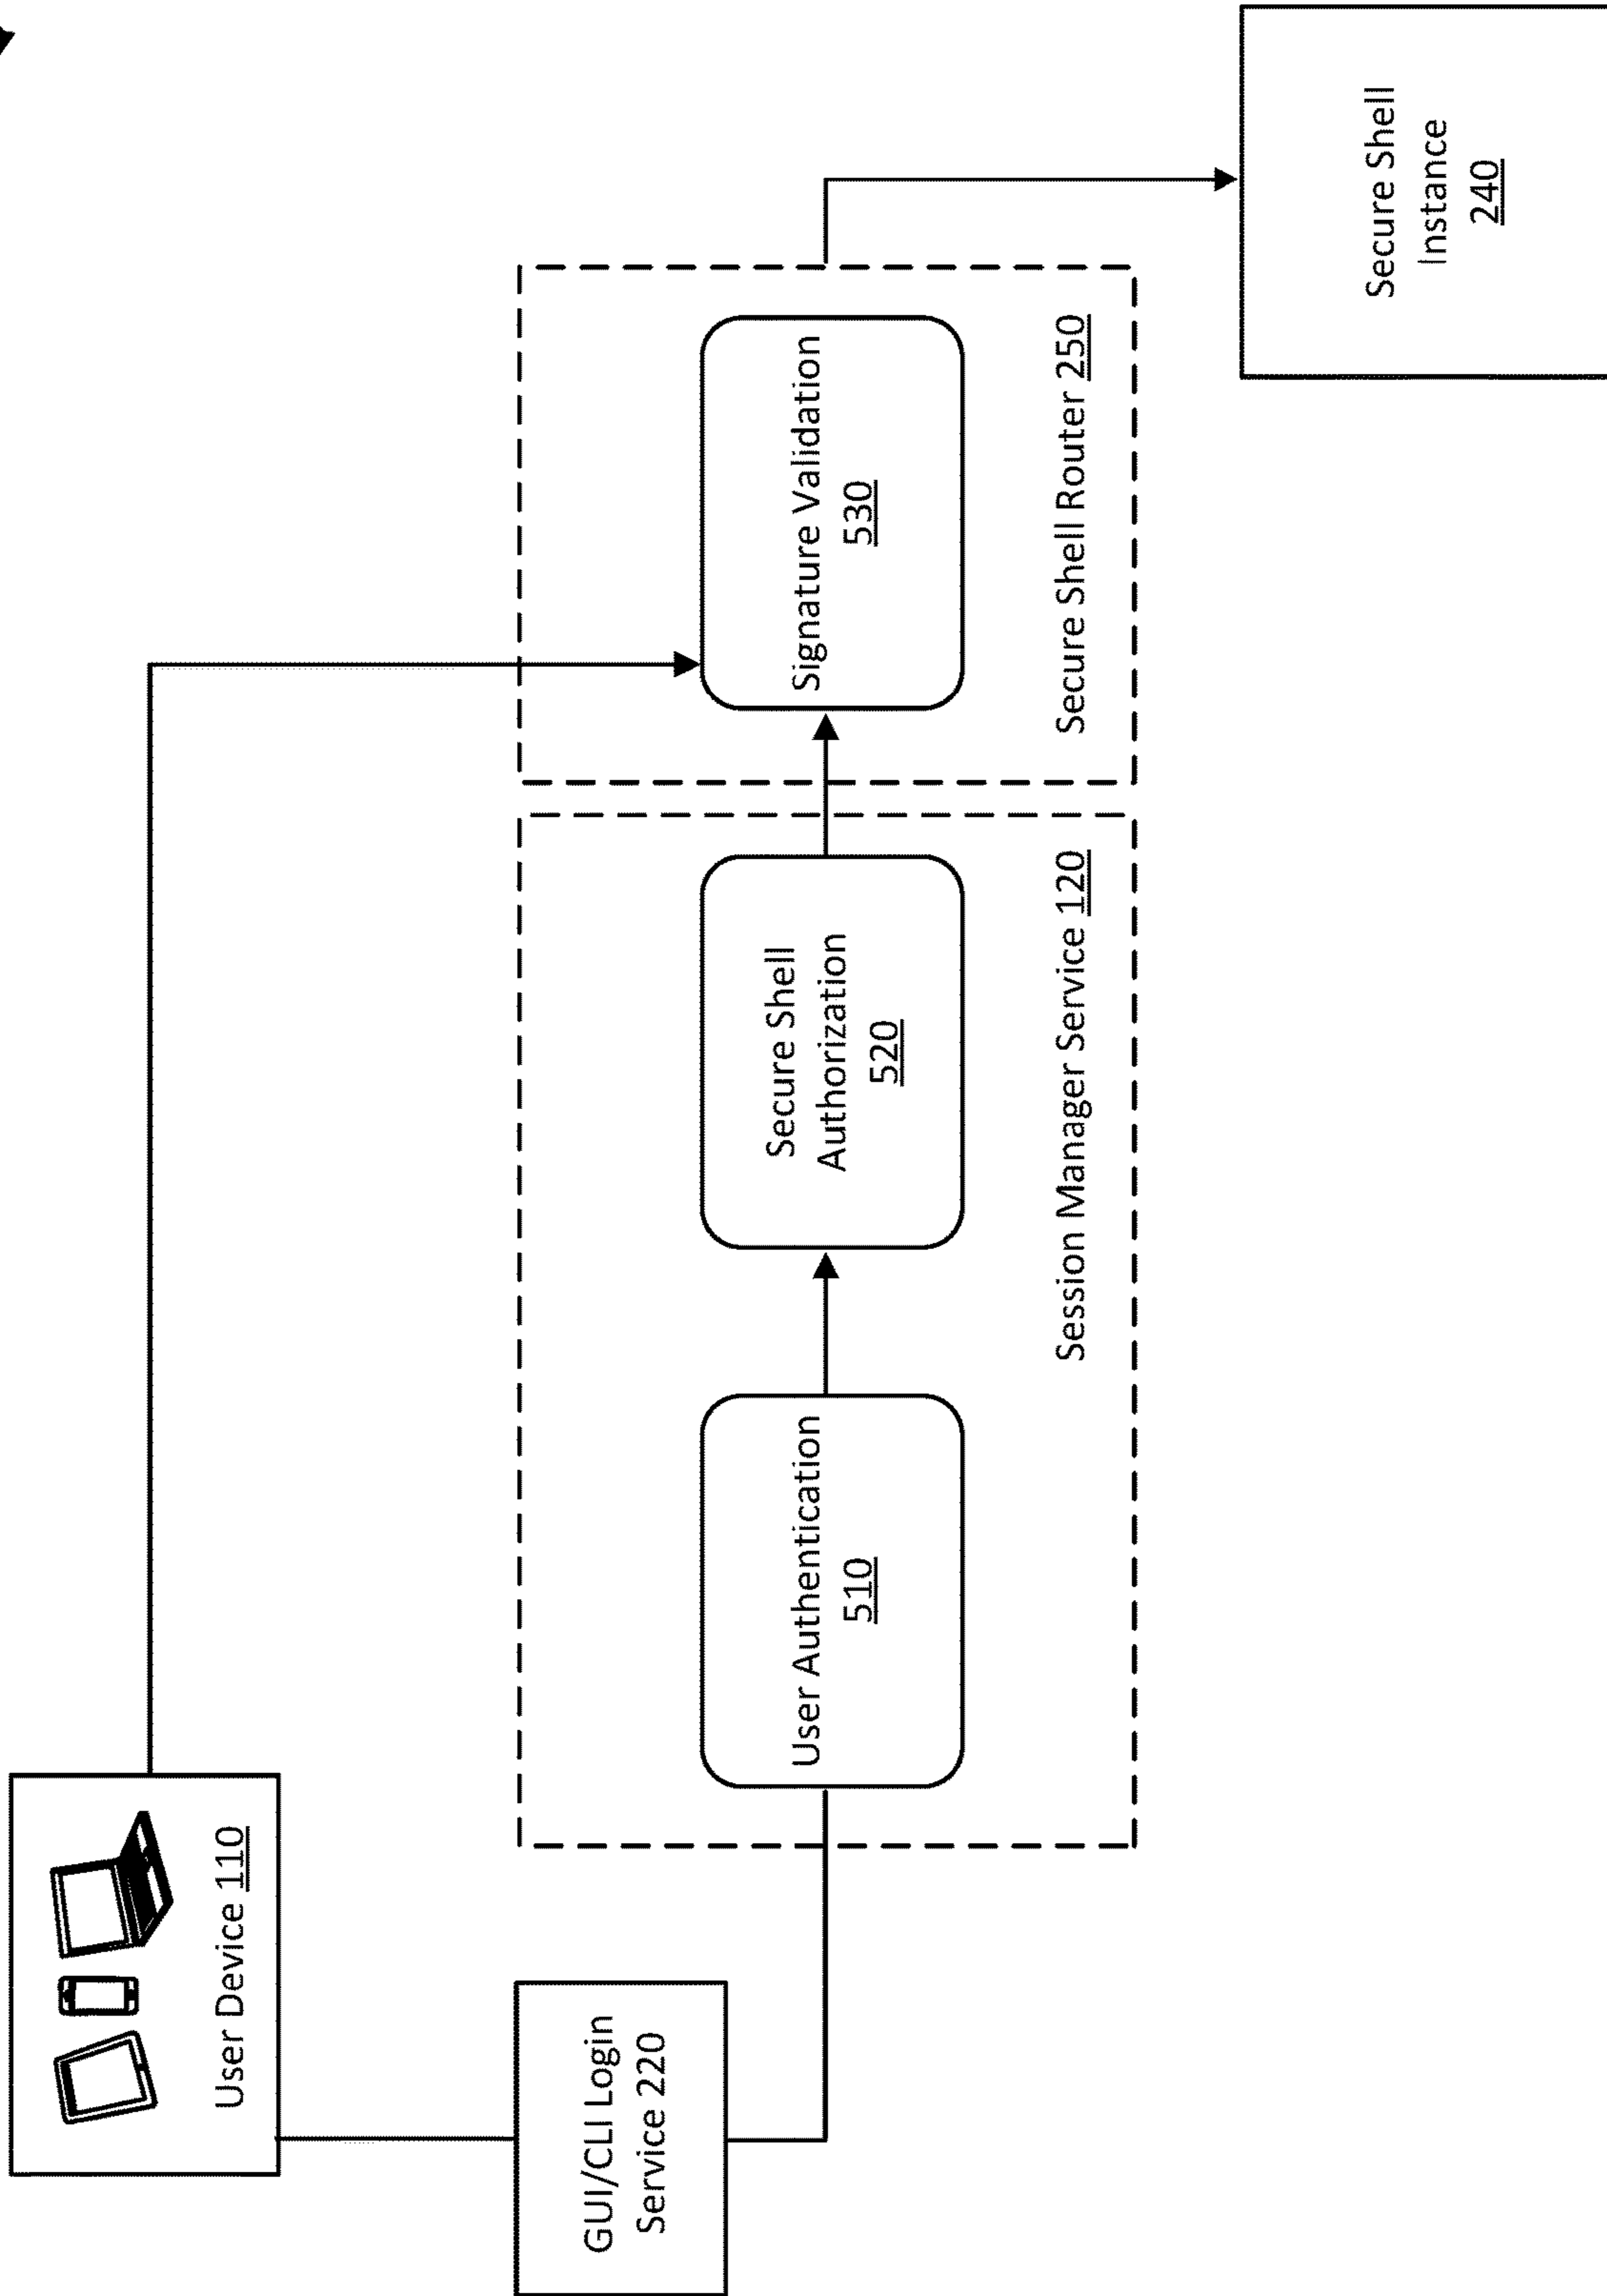 User Device 110
GUI/CLI Login
Service 220
User Authentication
510
Secure Shell
Authorization
520
Session Manager Service 120
Signature Validation
530
Secure Shell Router 250
Secure Shell
Instance
240